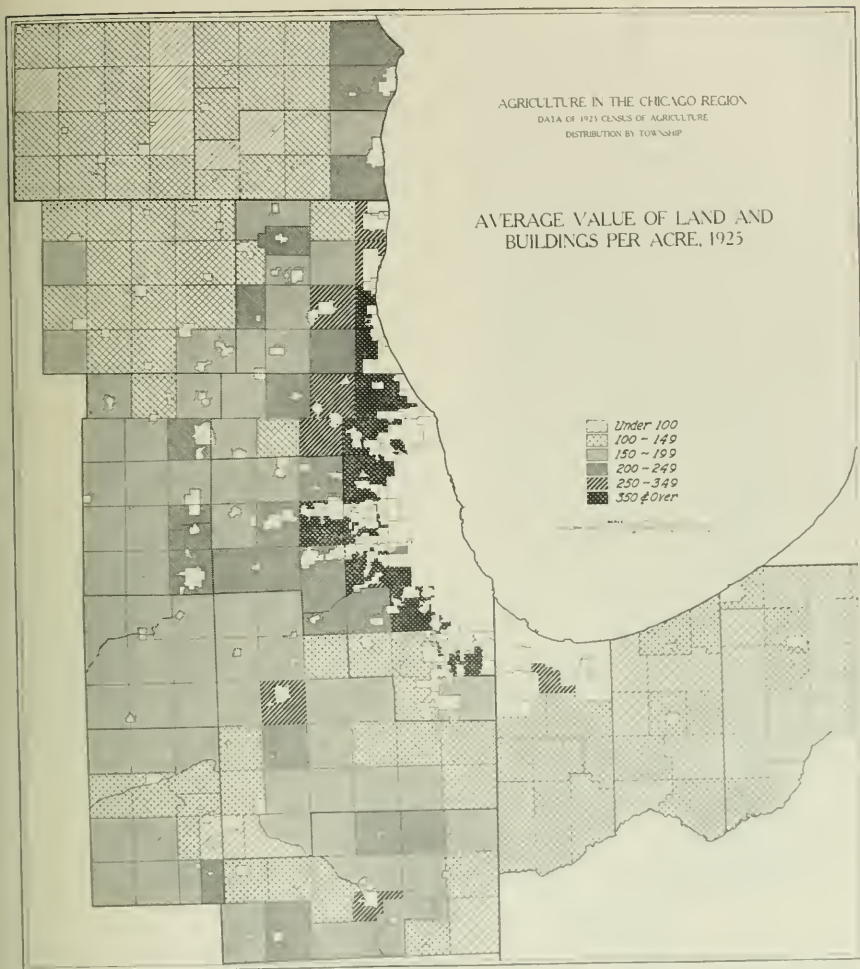 AGRICULTURE IN THE CHICAGO REGION
DATA OF 1925 CENSUS OF AGRICULTURE
DISTRIBUTION BY TOWNSHIP
AVERAGE VALUE OF LAND AND
BUILDINGS PER ACRE, 1925
Under 100
100 - 149
150 - 199
200 - 249
250 - 349
350 & Over